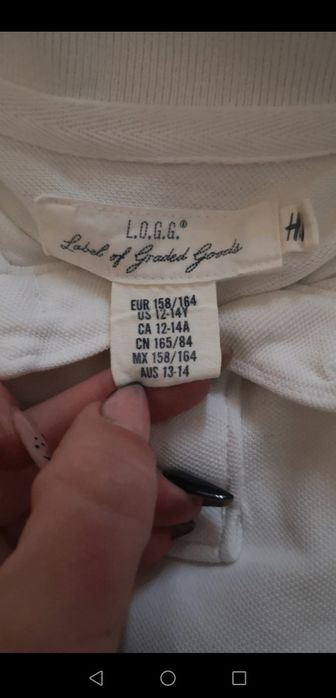 L.O.G.G.®
Label of Graded Goods
EUR 158/164
US 12-14Y
CA 12-14A
CN 165/84
MX 158/164
AUS 13-14